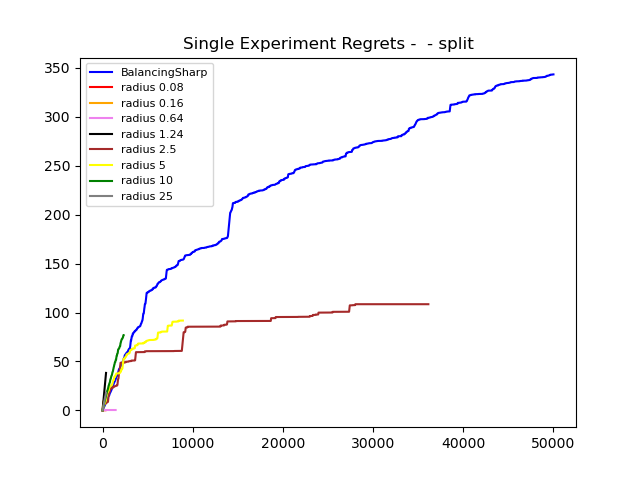 Single Experiment Regrets -  - split
BalancingSharp
radius 0.08
radius 0.16
radius 0.64
radius 1.24
radius 2.5
radius 5
radius 10
radius 25
350
300
250
200
150
100
50
0
0 10000 20000 30000 40000 50000